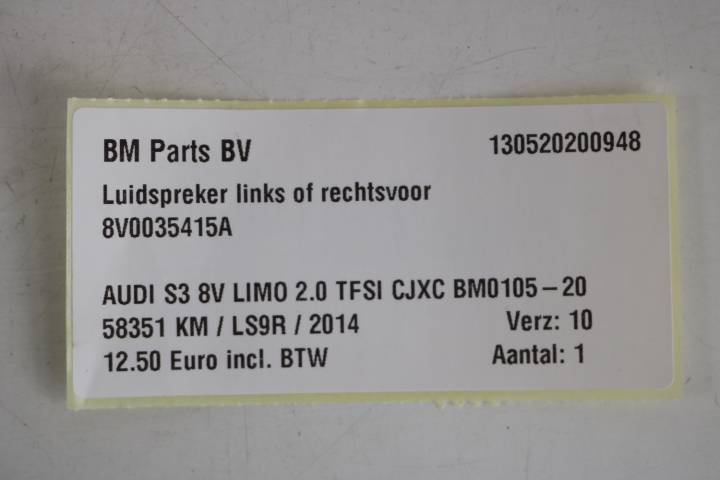 BM Parts BV 130520200948
Luidspreker links of rechtsvoor
8V0035415A
AUDI S3 8V LIMO 2.0 TFSI CJXC BM0105-20
58351 KM / LS9R / 2014 Verz: 10
12.50 Euro incl. BTW Aantal: 1